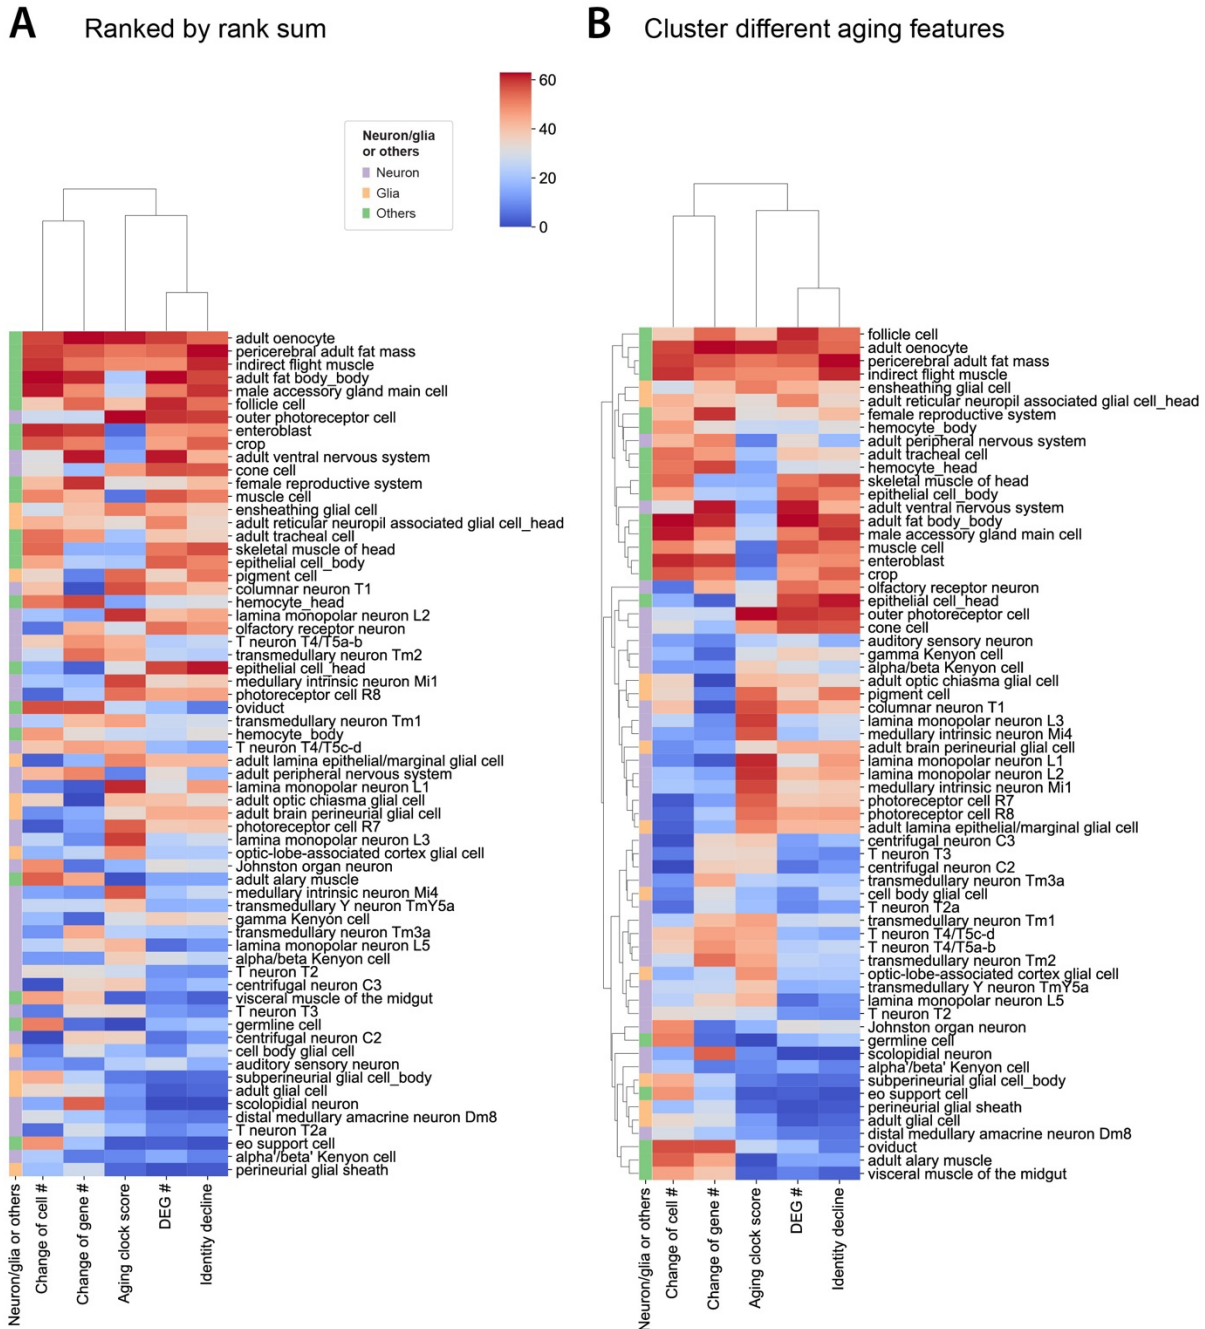 A
Ranked by rank sum
B
Cluster different aging features
60
40
20
0
Neuron/glia
or others
Neuron
Glia
Others
adult oenocyte
pericerebral adult fat mass
indirect flight muscle
adult fat body_body
male accessory gland main cell
follicle cell
outer photoreceptor cell
enteroblast
crop
adult ventral nervous system
cone cell
female reproductive system
muscle cell
ensheathing glial cell
adult reticular neuropil associated glial cell_head
adult tracheal cell
skeletal muscle of head
epithelial cell_body
pigment cell
columnar neuron T1
hemocyte_head
lamina monopolar neuron L2
olfactory receptor neuron
T neuron T4/T5a-b
transmedullary neuron Tm2
epithelial cell_head
medullary intrinsic neuron Mi1
photoreceptor cell R8
oviduct
transmedullary neuron Tm1
hemocyte_body
T neuron T4/T5c-d
adult lamina epithelial/marginal glial cell
adult peripheral nervous system
lamina monopolar neuron L1
adult optic chiasma glial cell
adult brain perineurial glial cell
photoreceptor cell R7
lamina monopolar neuron L3
optic-lobe-associated cortex glial cell
Johnston organ neuron
adult alary muscle
medullary intrinsic neuron Mi4
transmedullary Y neuron TmY5a
gamma Kenyon cell
transmedullary neuron Tm3a
lamina monopolar neuron L5
alpha/beta Kenyon cell
T neuron T2
centrifugal neuron C3
visceral muscle of the midgut
T neuron T3
germline cell
centrifugal neuron C2
cell body glial cell
auditory sensory neuron
subperineurial glial cell_body
adult glial cell
scolopidial neuron
distal medullary amacrine neuron Dm8
T neuron T2a
eo support cell
alpha'/beta' Kenyon cell
perineurial glial sheath
Neuron/glia or others
Change of cell #
Change of gene #
Aging clock score
DEG #
Identity decline
follicle cell
adult oenocyte
pericerebral adult fat mass
indirect flight muscle
ensheathing glial cell
adult reticular neuropil associated glial cell_head
female reproductive system
hemocyte_body
adult peripheral nervous system
adult tracheal cell
hemocyte_head
skeletal muscle of head
epithelial cell_body
adult ventral nervous system
adult fat body_body
male accessory gland main cell
muscle cell
enteroblast
crop
olfactory receptor neuron
epithelial cell_head
outer photoreceptor cell
cone cell
auditory sensory neuron
gamma Kenyon cell
alpha/beta Kenyon cell
adult optic chiasma glial cell
pigment cell
columnar neuron T1
lamina monopolar neuron L3
medullary intrinsic neuron Mi4
adult brain perineurial glial cell
lamina monopolar neuron L1
lamina monopolar neuron L2
medullary intrinsic neuron Mi1
photoreceptor cell R7
photoreceptor cell R8
adult lamina epithelial/marginal glial cell
centrifugal neuron C3
T neuron T3
centrifugal neuron C2
transmedullary neuron Tm3a
cell body glial cell
T neuron T2a
transmedullary neuron Tm1
T neuron T4/T5c-d
T neuron T4/T5a-b
transmedullary neuron Tm2
optic-lobe-associated cortex glial cell
transmedullary Y neuron TmY5a
lamina monopolar neuron L5
T neuron T2
Johnston organ neuron
germline cell
scolopidial neuron
alpha'/beta' Kenyon cell
subperineurial glial cell_body
eo support cell
perineurial glial sheath
adult glial cell
distal medullary amacrine neuron Dm8
oviduct
adult alary muscle
visceral muscle of the midgut
Neuron/glia or others
Change of cell #
Change of gene #
Aging clock score
DEG #
Identity decline